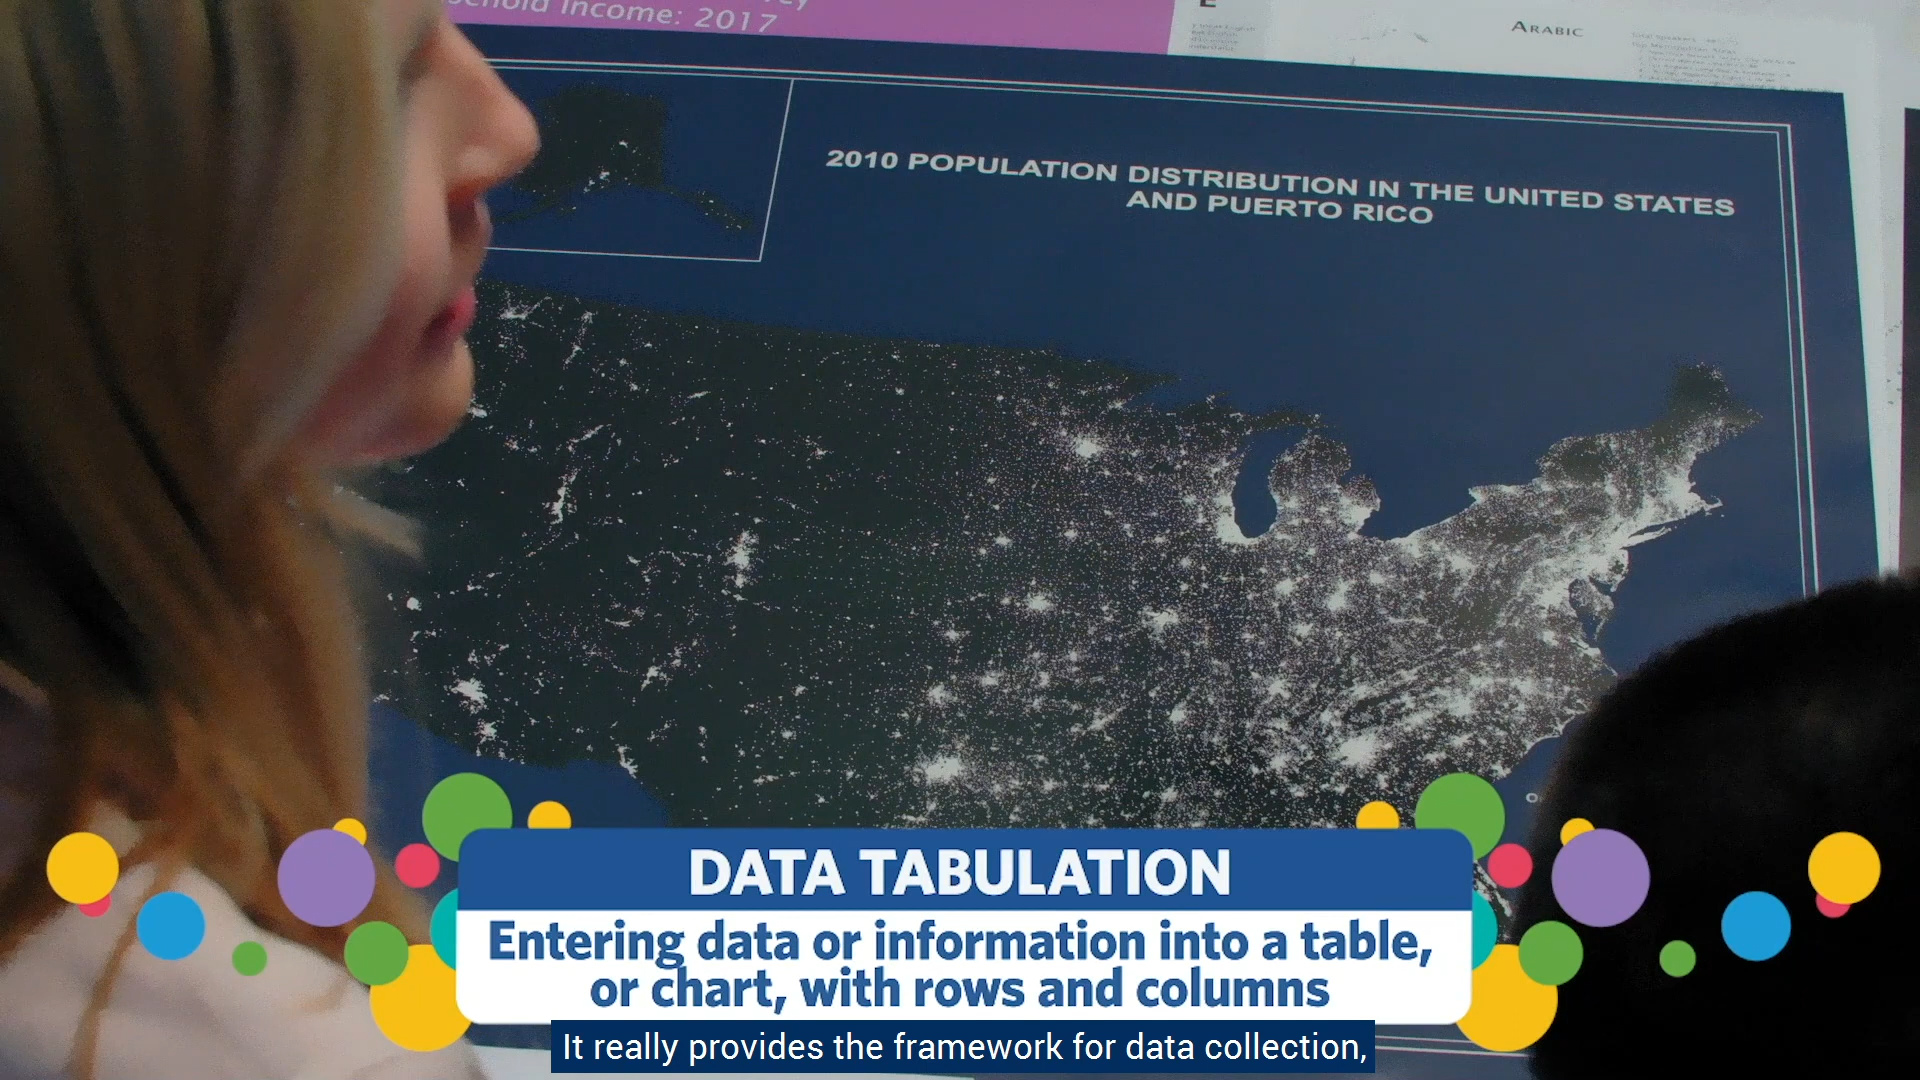 Household Income: 2017
E
ARABIC
2010 POPULATION DISTRIBUTION IN THE UNITED STATES
AND PUERTO RICO
DATA TABULATION
Entering data or information into a table,
or chart, with rows and columns
It really provides the framework for data collection,